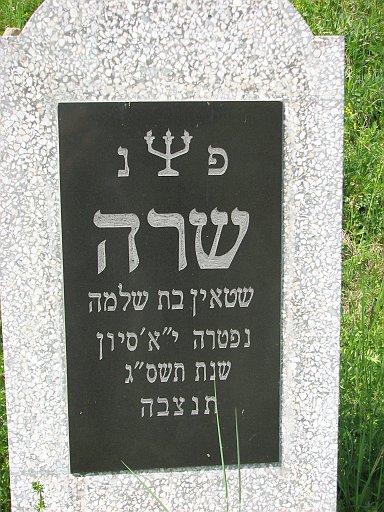 פ נ
שרה
שטאין בת שלמה
נפטרה י"א סיון
שנת תשס"ג
תנצבה